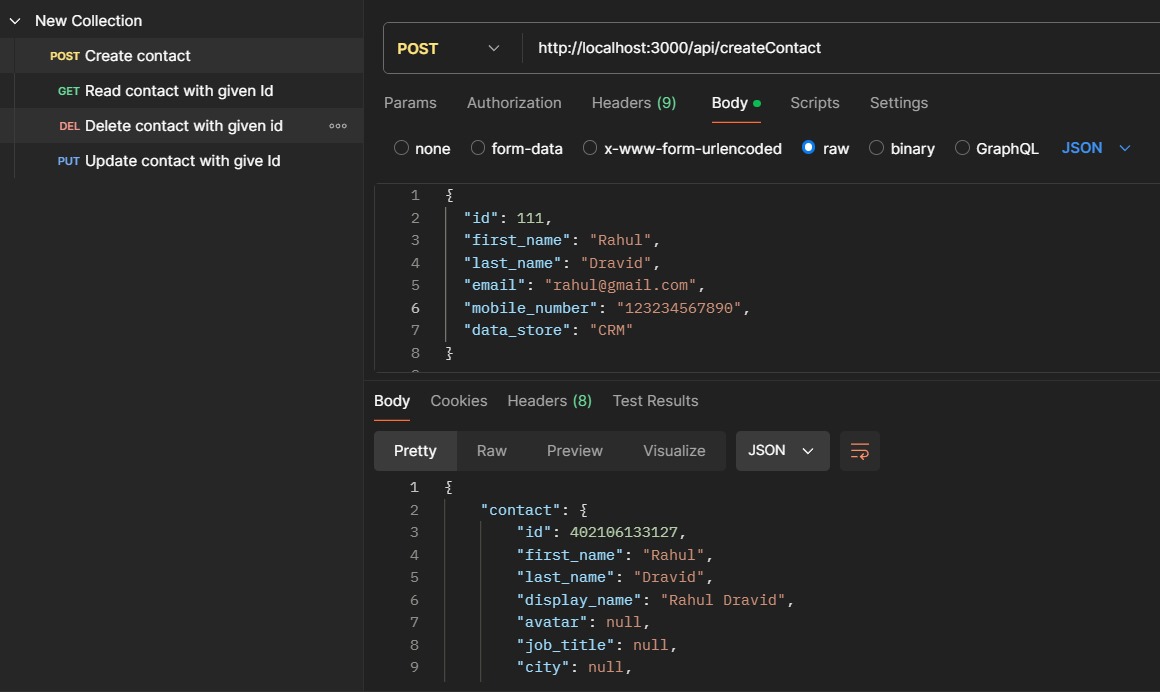 New Collection
POST Create contact
GET Read contact with given Id
DEL Delete contact with given id
PUT Update contact with give Id
POST http://localhost:3000/api/createContact
Params Authorization Headers (9) Body Scripts Settings
none form-data x-www-form-urlencoded raw binary GraphQL JSON
1 {
2 "id": 111,
3 "first_name": "Rahul",
4 "last_name": "Dravid",
5 "email": "rahul@gmail.com",
6 "mobile_number": "123234567890",
7 "data_store": "CRM"
8 }
Body Cookies Headers (8) Test Results
Pretty Raw Preview Visualize JSON
1 {
2 "contact": {
3 "id": 402106133127,
4 "first_name": "Rahul",
5 "last_name": "Dravid",
6 "display_name": "Rahul Dravid",
7 "avatar": null,
8 "job_title": null,
9 "city": null,